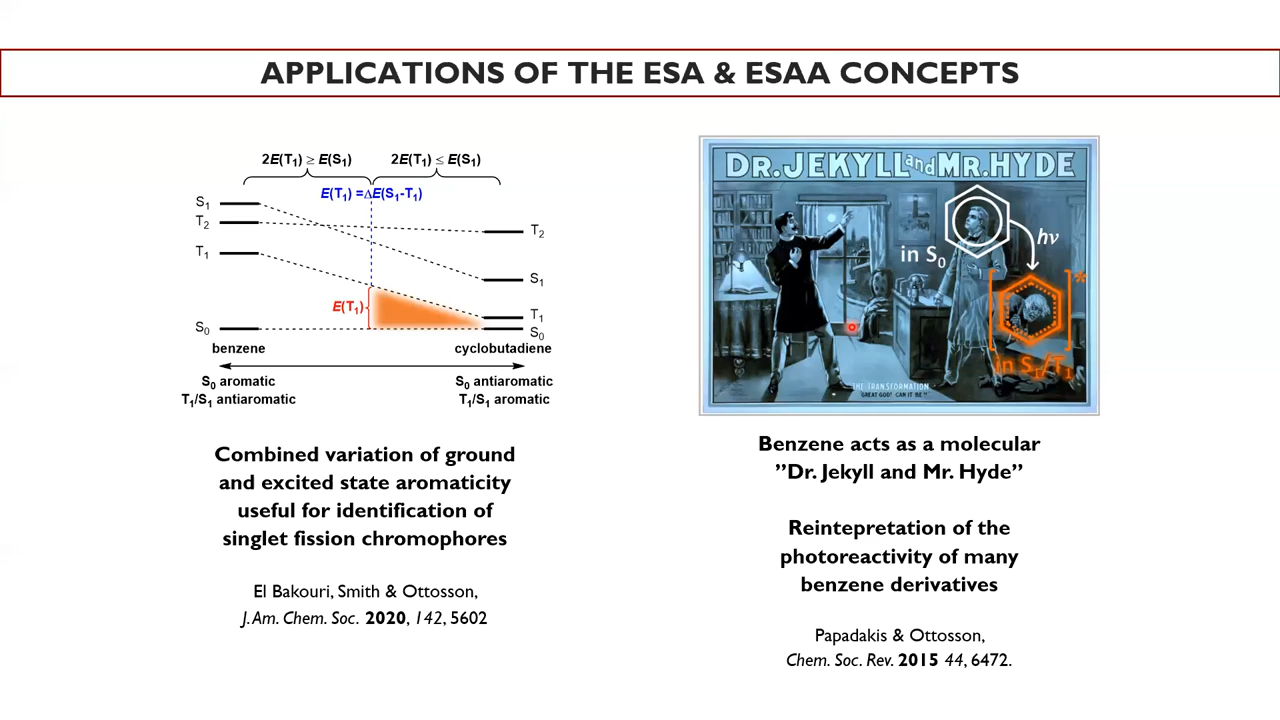 APPLICATIONS OF THE ESA & ESAA CONCEPTS
2E(T₁) ≥ E(S₁) 2E(T₁) ≤ E(S₁)
E(T₁) =ΔE(S₁-T₁)
S₁
T₂
T₁
S₀
T₂
S₁
T₁
S₀
E(T₁)
benzene cyclobutadiene
S₀ aromatic S₀ antiaromatic
T₁/S₁ antiaromatic T₁/S₁ aromatic
Combined variation of ground
and excited state aromaticity
useful for identification of
singlet fission chromophores
El Bakouri, Smith & Ottosson,
J. Am. Chem. Soc. 2020, 142, 5602
DR. JEKYLL and MR. HYDE
in S₀
hν
*
in S₁/T₁
THE TRANSFORMATION
"GREAT GOD! CAN IT BE!!"
Benzene acts as a molecular
”Dr. Jekyll and Mr. Hyde”
Reintepretation of the
photoreactivity of many
benzene derivatives
Papadakis & Ottosson,
Chem. Soc. Rev. 2015 44, 6472.